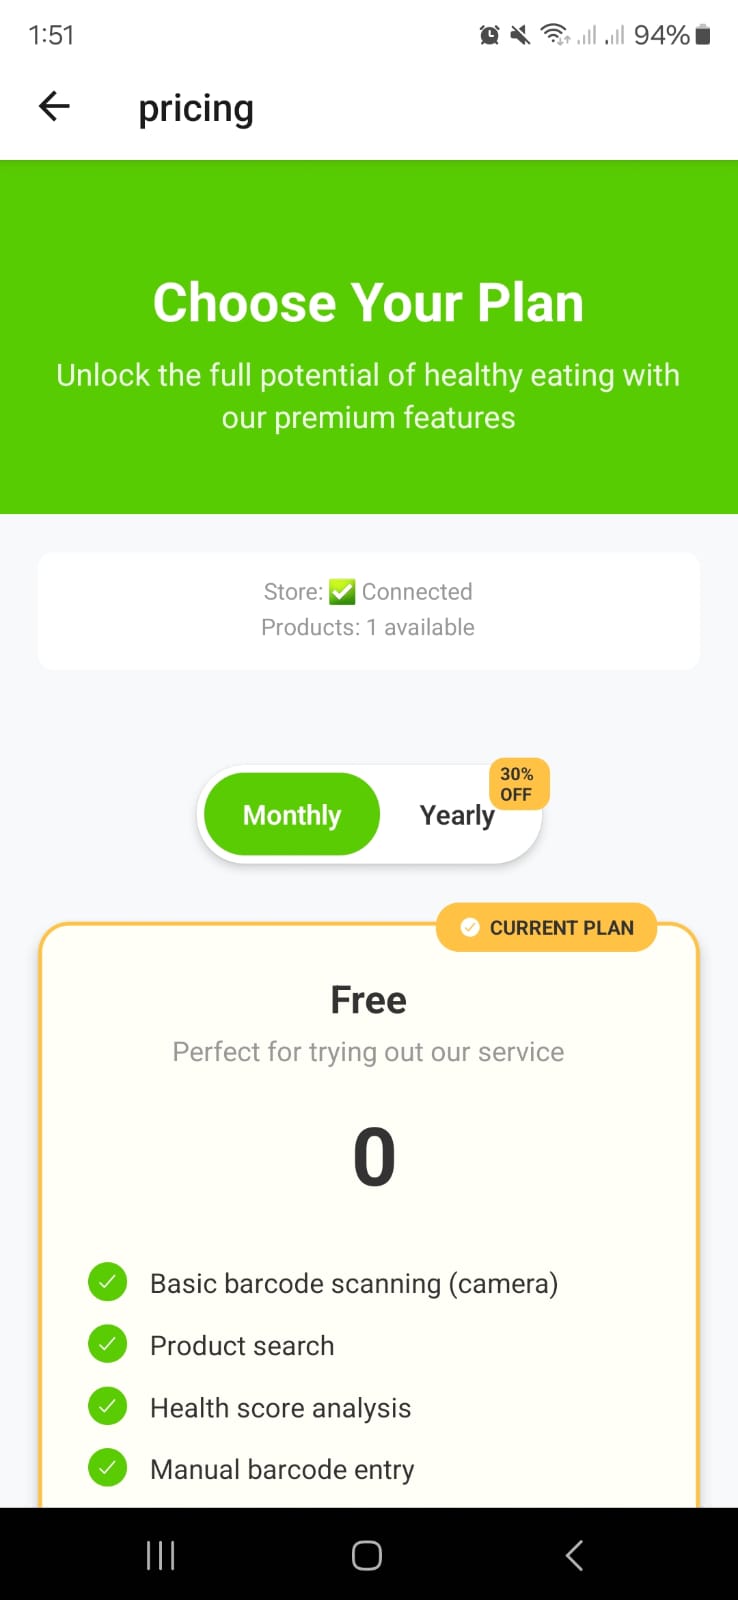 1:51
94%
pricing
Choose Your Plan
Unlock the full potential of healthy eating with
our premium features
Store: ✅ Connected
Products: 1 available
Monthly
Yearly
30%
OFF
CURRENT PLAN
Free
Perfect for trying out our service
0
Basic barcode scanning (camera)
Product search
Health score analysis
Manual barcode entry